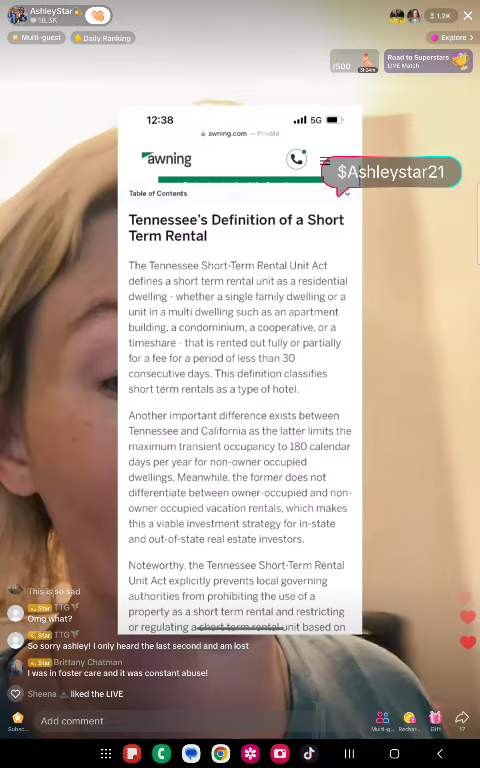 AshleyStar
18.3K
1.2K
Multi-guest
Daily Ranking
Explore >
/500
3h24m
Road to Superstars
LIVE Match
12:38
5G
awning.com — Private
awning
$Ashleystar21
Table of Contents
Tennessee's Definition of a Short
Term Rental
The Tennessee Short-Term Rental Unit Act
defines a short term rental unit as a residential
dwelling - whether a single family dwelling or a
unit in a multi dwelling such as an apartment
building, a condominium, a cooperative, or a
timeshare - that is rented out fully or partially
for a fee for a period of less than 30
consecutive days. This definition classifies
short term rentals as a type of hotel.
Another important difference exists between
Tennessee and California as the latter limits the
maximum transient occupancy to 180 calendar
days per year for non-owner occupied
dwellings. Meanwhile, the former does not
differentiate between owner-occupied and non-
owner occupied vacation rentals, which makes
this a viable investment strategy for in-state
and out-of-state real estate investors.
Noteworthy, the Tennessee Short-Term Rental
Unit Act explicitly prevents local governing
authorities from prohibiting the use of a
property as a short term rental and restricting
or regulating a short term rental unit based on
This is so sad
Star TTG
Omg what?
Star TTG
So sorry ashley! I only heard the last second and am lost
Star Brittany Chatman
I was in foster care and it was constant abuse!
Sheena liked the LIVE
Subsc...
Add comment
Multi-g...
Rechar...
Gift
17